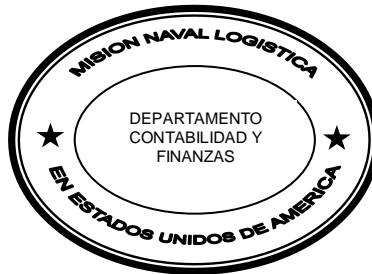 MISION NAVAL LOGISTICA
DEPARTAMENTO
CONTABILIDAD Y
FINANZAS
EN ESTADOS UNIDOS DE AMERICA